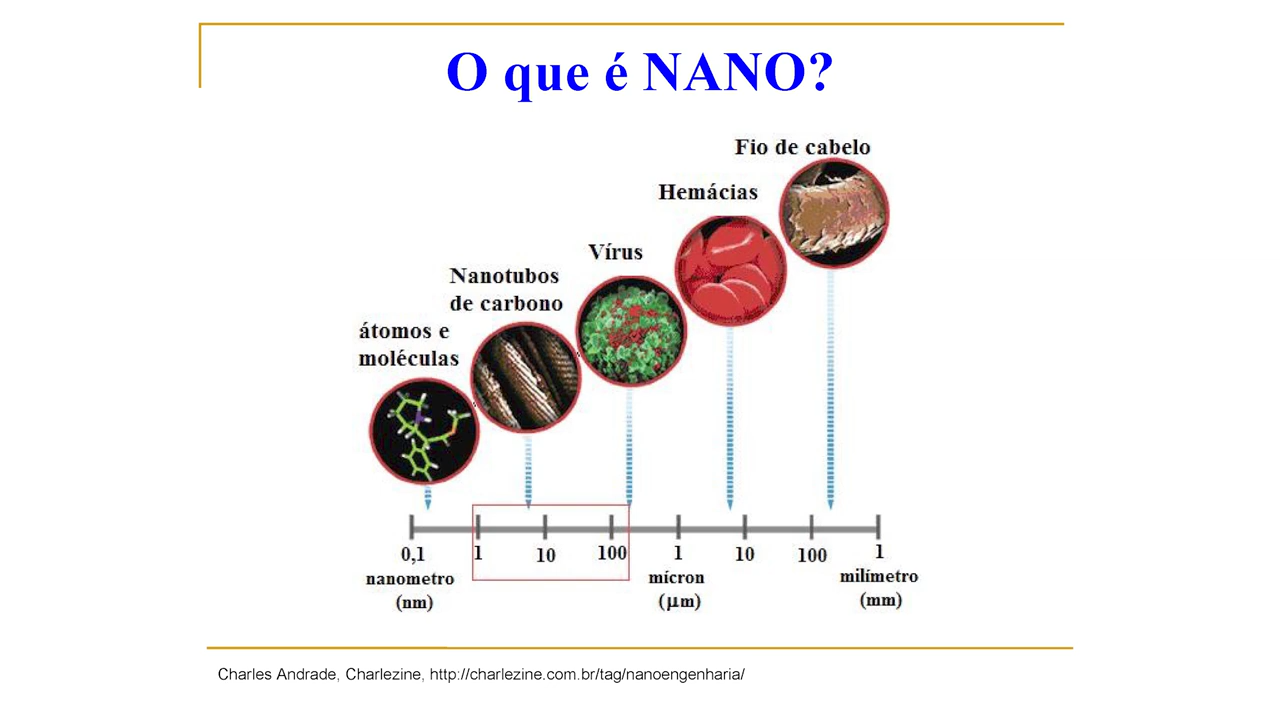 O que é NANO?
Fio de cabelo
Hemácias
Vírus
Nanotubos
de carbono
átomos e
moléculas
0,1 1 10 100 1 10 100 1
nanometro mícron milímetro
(nm) (μm) (mm)
Charles Andrade, Charlezine, http://charlezine.com.br/tag/nanoengenharia/